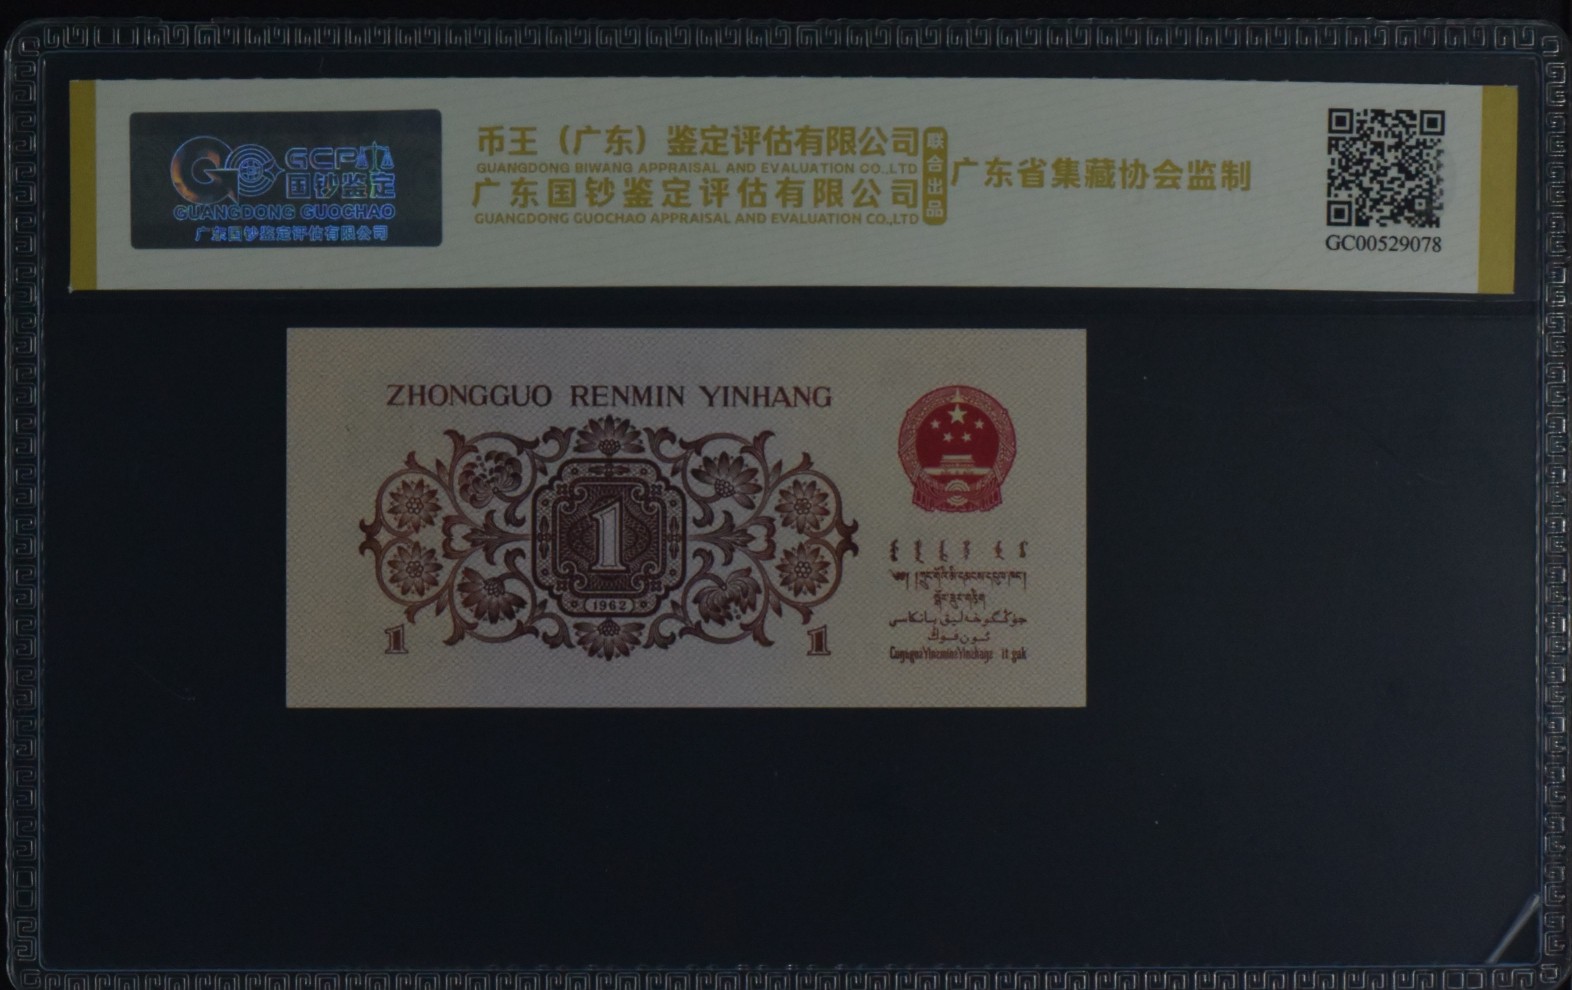 GCP
国钞鉴定
GUANGDONG GUOCHAO
广东国钞鉴定评估有限公司
币王（广东）鉴定评估有限公司
GUANGDONG BIWANG APPRAISAL AND EVALUATION CO.,LTD
广东国钞鉴定评估有限公司
GUANGDONG GUOCHAO APPRAISAL AND EVALUATION CO.,LTD
联合出品
广东省集藏协会监制
GC00529078
ZHONGGUO RENMIN YINHANG
1
1962
1 1
جۇڭگو خەلىق بانكاسى